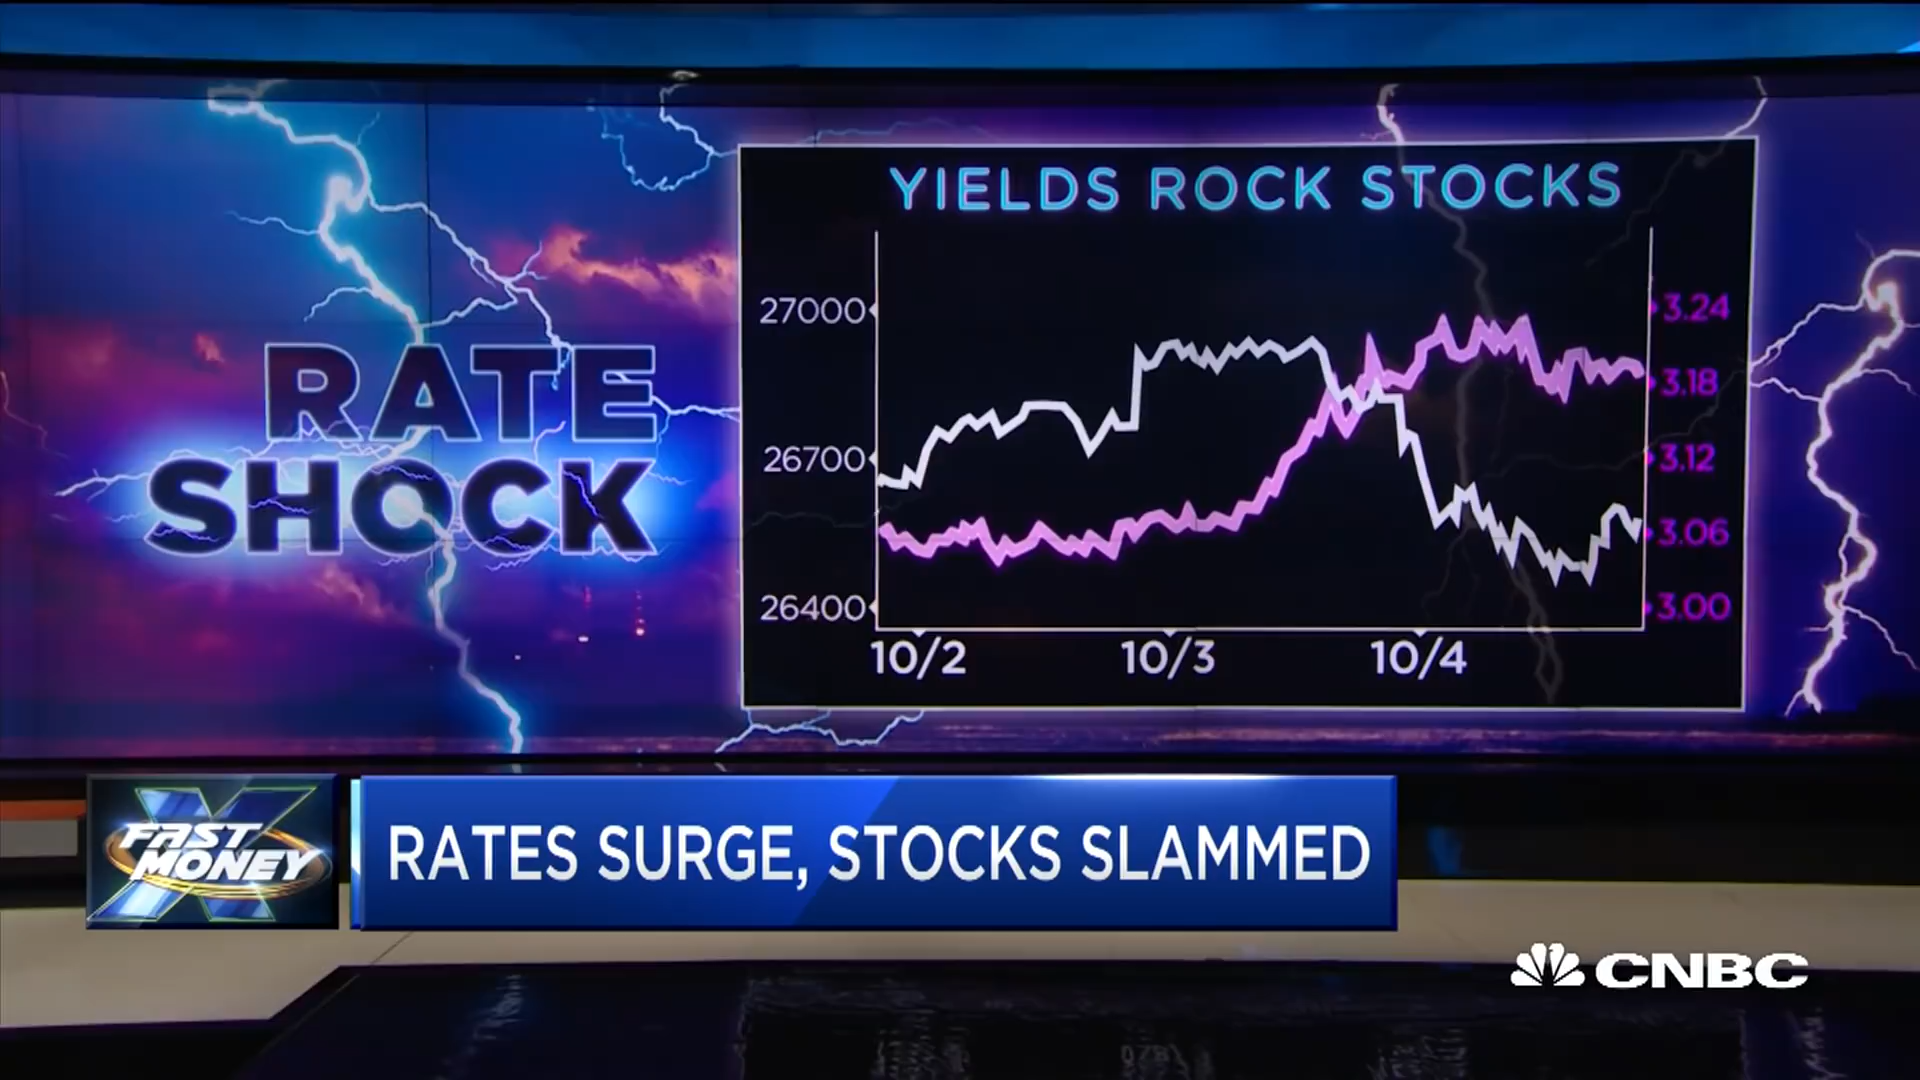 YIELDS ROCK STOCKS
RATE
SHOCK
27000
26700
26400
3.24
3.18
3.12
3.06
3.00
10/2 10/3 10/4
FAST
MONEY
RATES SURGE, STOCKS SLAMMED
CNBC